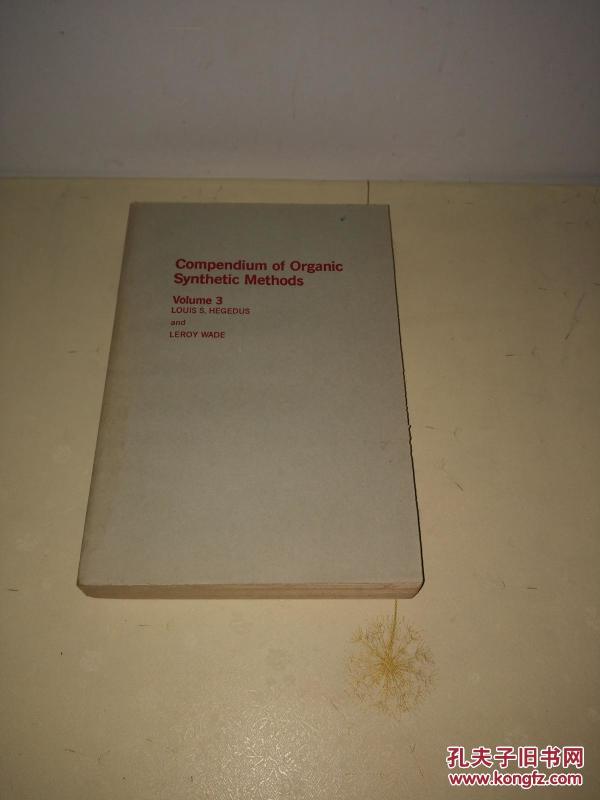 Compendium of Organic
Synthetic Methods
Volume 3
LOUIS S. HEGEDUS
and
LEROY WADE
孔夫子旧书网
www.kongfz.com